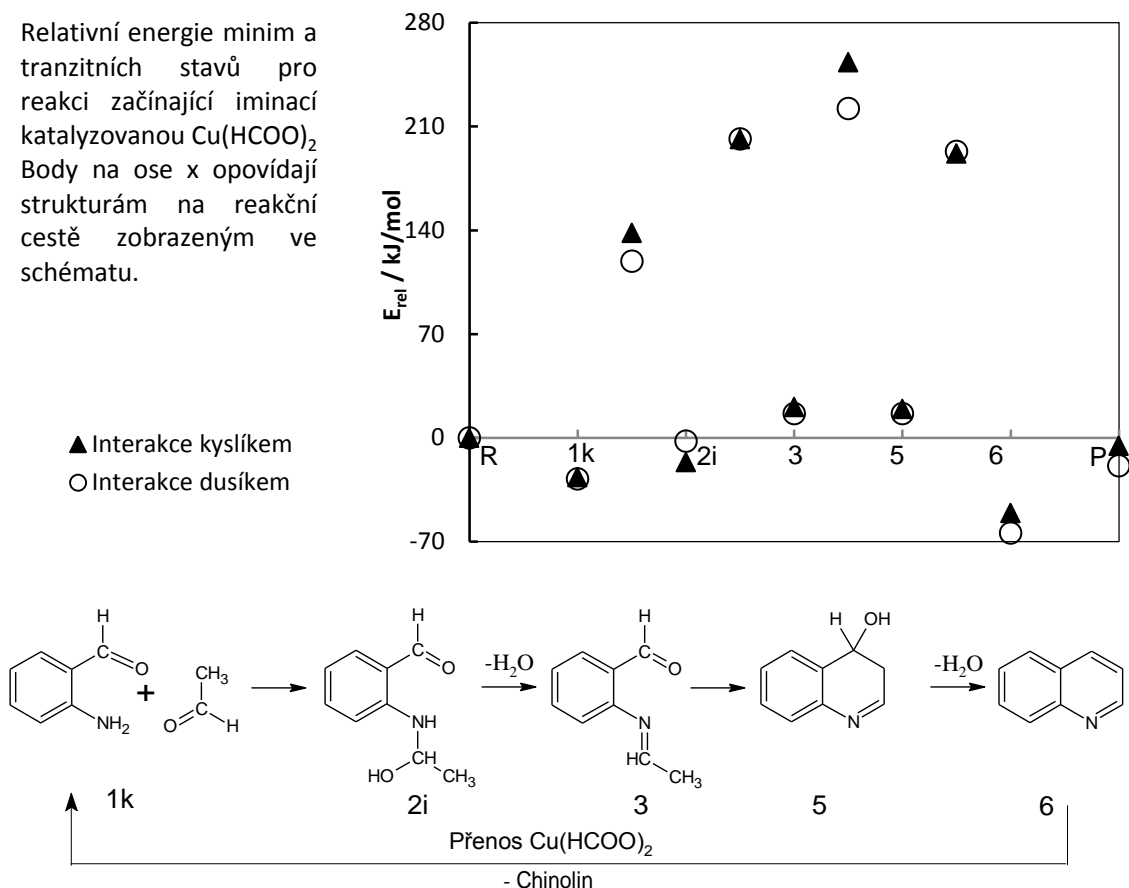 Relativní energie minim a
tranzitních stavů pro
reakci začínající iminací
katalyzovanou Cu(HCOO)2
Body na ose x opovídají
strukturám na reakční
cestě zobrazeným ve
schématu.
▲ Interakce kyslíkem
○ Interakce dusíkem
280
210
140
70
0
-70
Erel / kJ/mol
R 1k 2i 3 5 6 P
H
O
NH2
+
CH3
O
H
1k
H
O
NH
CH
HO
CH3
2i
-H2O
H
O
N
CH
CH3
3
H OH
N
5
-H2O
N
6
Přenos Cu(HCOO)2
- Chinolin